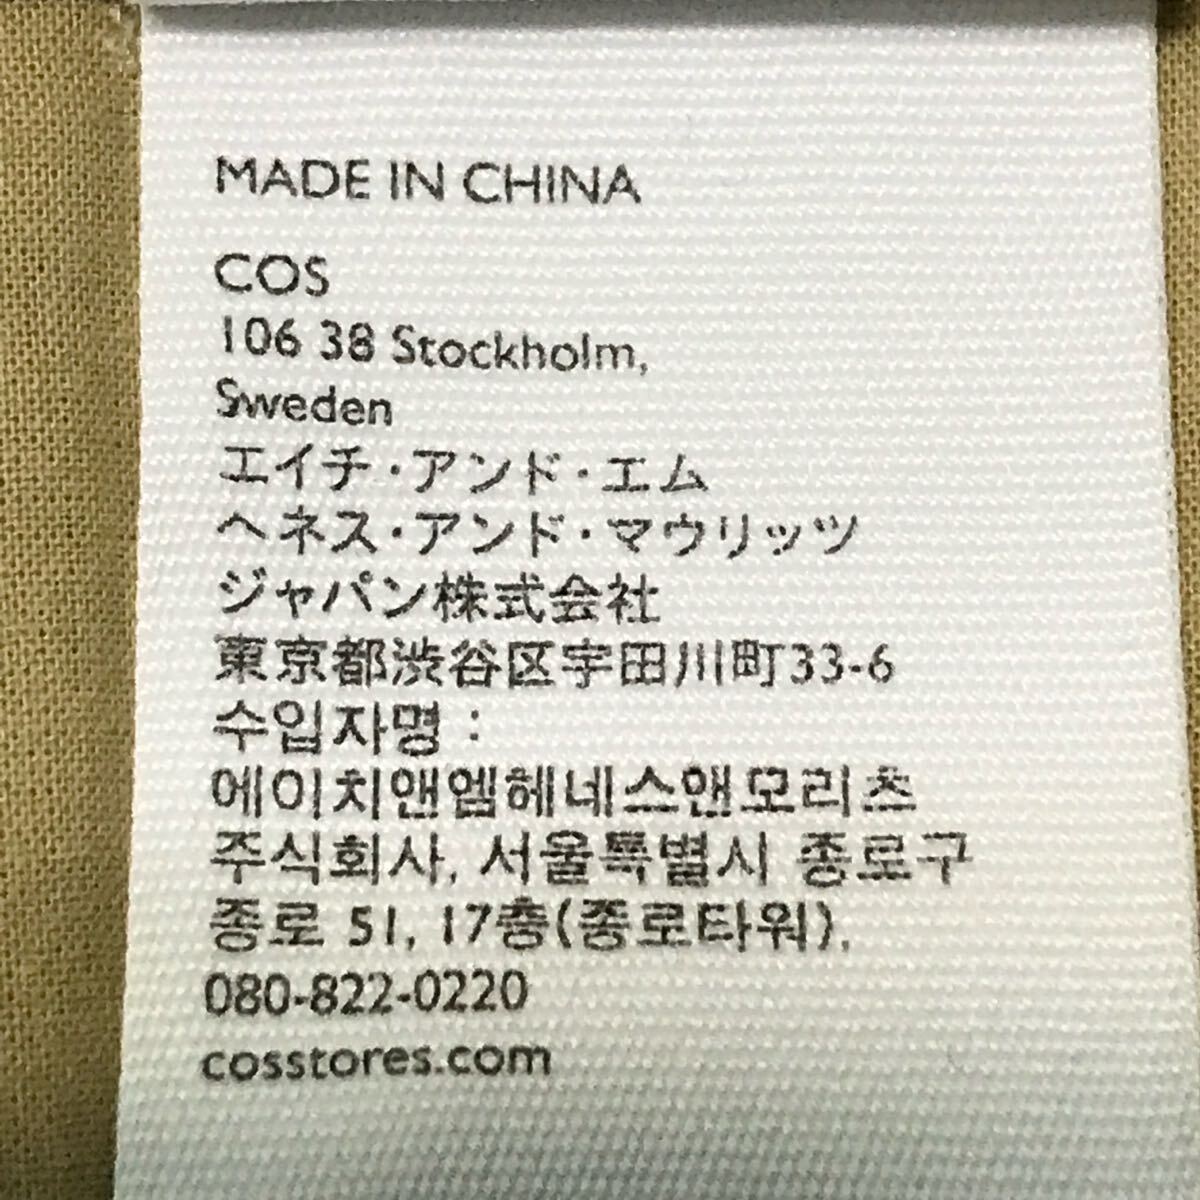 MADE IN CHINA
COS
106 38 Stockholm,
Sweden
エイチ・アンド・エム
ヘネス・アンド・マウリッツ
ジャパン株式会社
東京都渋谷区宇田川町33-6
수입자명 :
에이치앤엠헤네스앤모리츠
주식회사, 서울특별시 종로구
종로 51, 17층(종로타워),
080-822-0220
cosstores.com